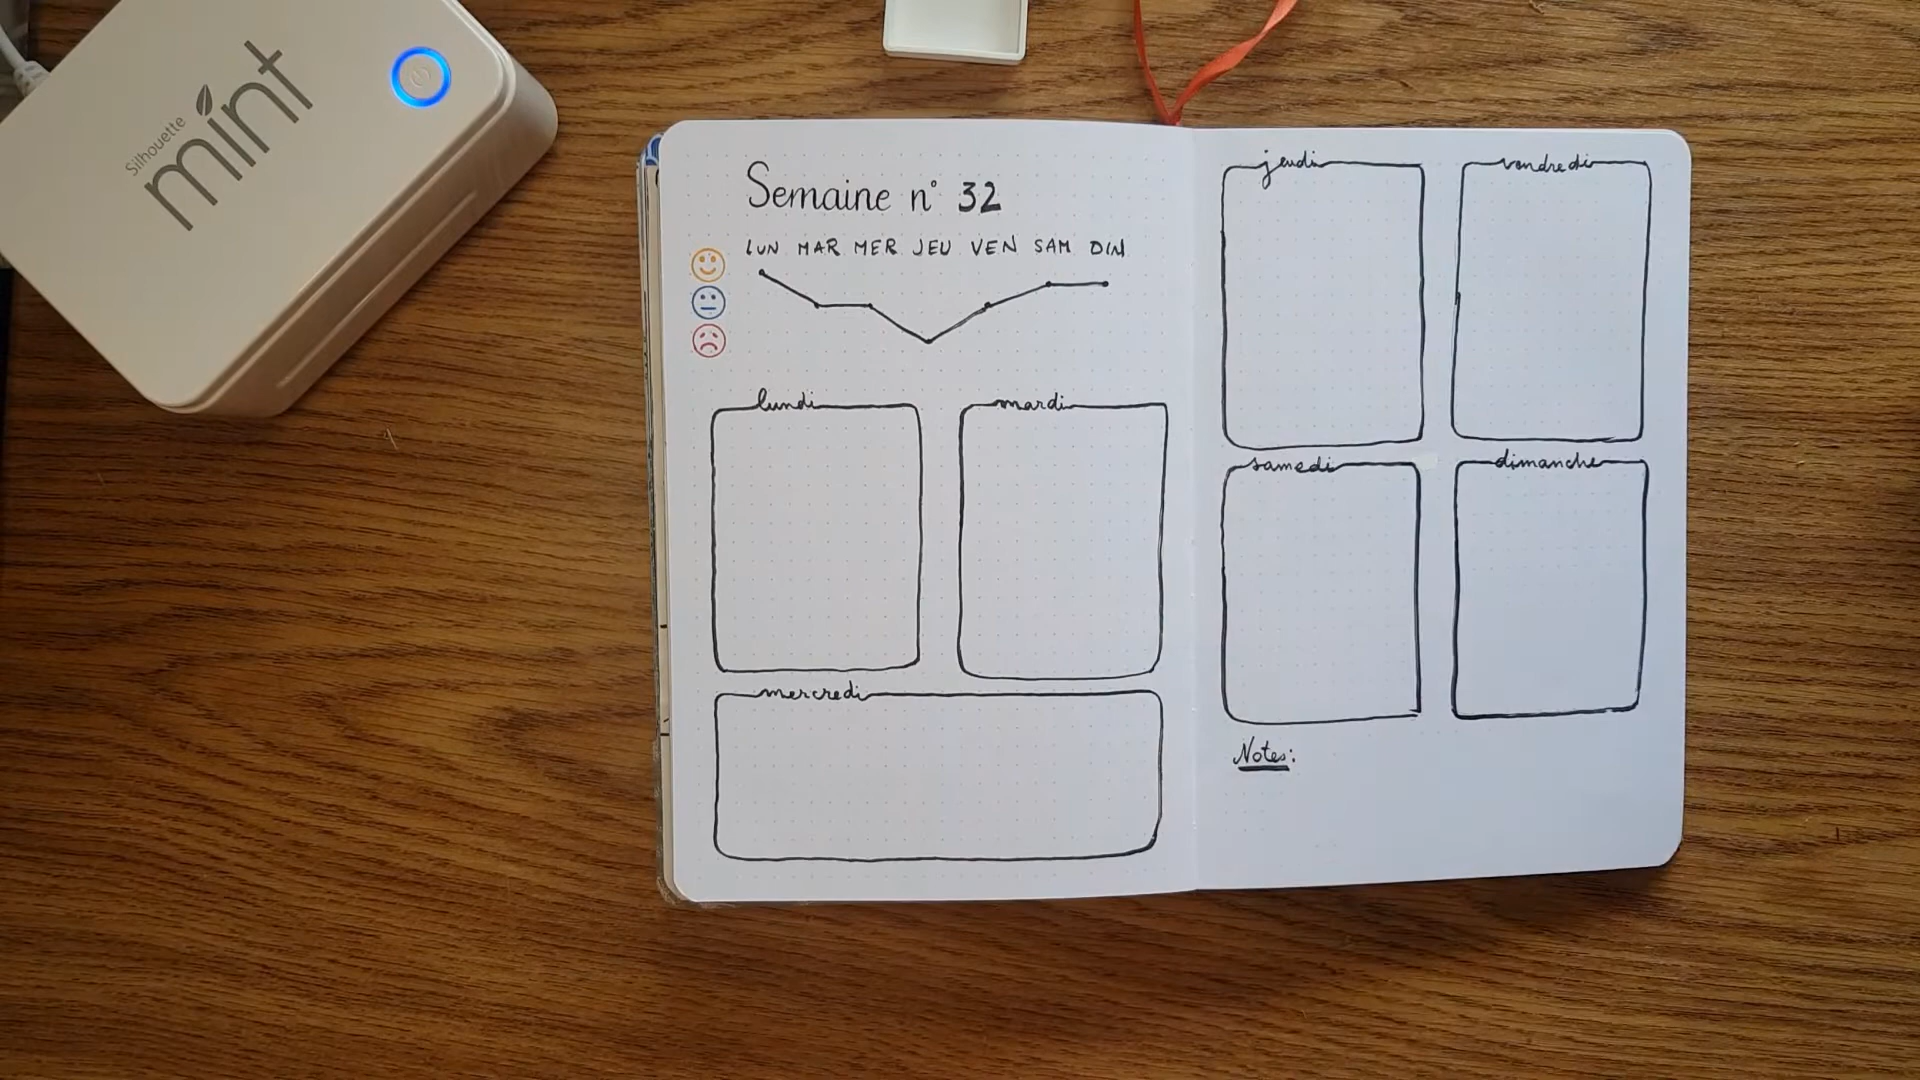 Silhouette
mint
Semaine n° 32
LUN MAR MER JEU VEN SAM DIM
lundi
mardi
mercredi
jeudi
vendredi
samedi
dimanche
Notes: